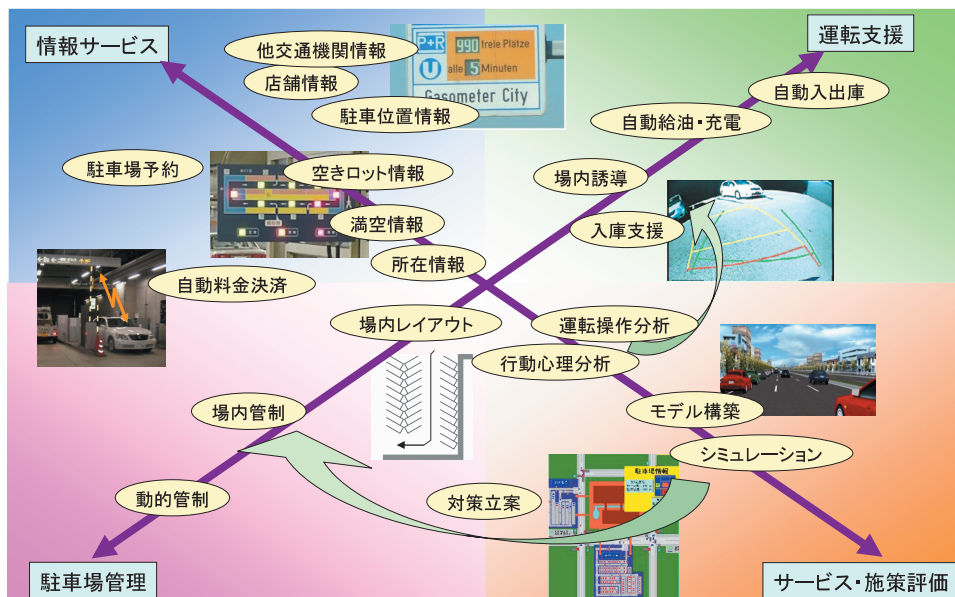 情報サービス
運転支援
他交通機関情報
店舗情報
駐車位置情報
P+R 990 freie Plätze
U alle 5 Minuten
Gasometer City
自動入出庫
自動給油・充電
駐車場予約
空きロット情報
場内誘導
満空情報
入庫支援
所在情報
自動料金決済
場内レイアウト
運転操作分析
行動心理分析
場内管制
モデル構築
シミュレーション
駐車場情報
動的管制
対策立案
駐車場管理
サービス・施策評価